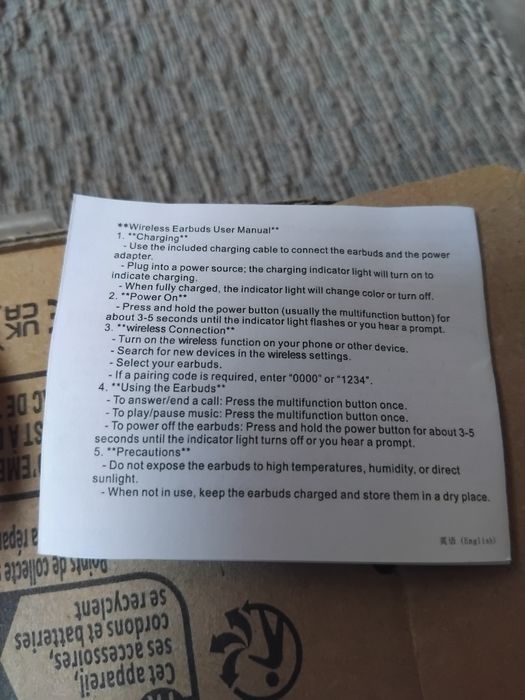 **Wireless Earbuds User Manual**
1. **Charging**
- Use the included charging cable to connect the earbuds and the power
adapter.
- Plug into a power source; the charging indicator light will turn on to
indicate charging.
- When fully charged, the indicator light will change color or turn off.
2. **Power On**
- Press and hold the power button (usually the multifunction button) for
about 3-5 seconds until the indicator light flashes or you hear a prompt.
3. **wireless Connection**
- Turn on the wireless function on your phone or other device.
- Search for new devices in the wireless settings.
- Select your earbuds.
- If a pairing code is required, enter "0000" or "1234".
4. **Using the Earbuds**
- To answer/end a call: Press the multifunction button once.
- To play/pause music: Press the multifunction button once.
- To power off the earbuds: Press and hold the power button for about 3-5
seconds until the indicator light turns off or you hear a prompt.
5. **Precautions**
- Do not expose the earbuds to high temperatures, humidity, or direct
sunlight.
- When not in use, keep the earbuds charged and store them in a dry place.
英语 (English)
UK
CA
Points de collecte
Cet appareil,
ses accessoires,
cordons et batteries
se recyclent